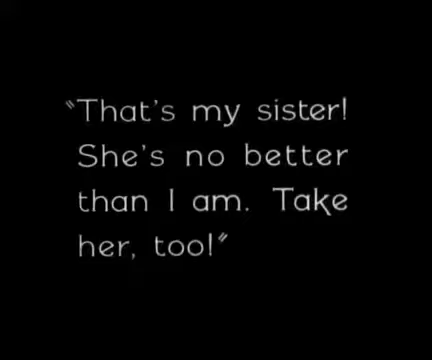 "That's my sister!
She's no better
than I am. Take
her, too!"